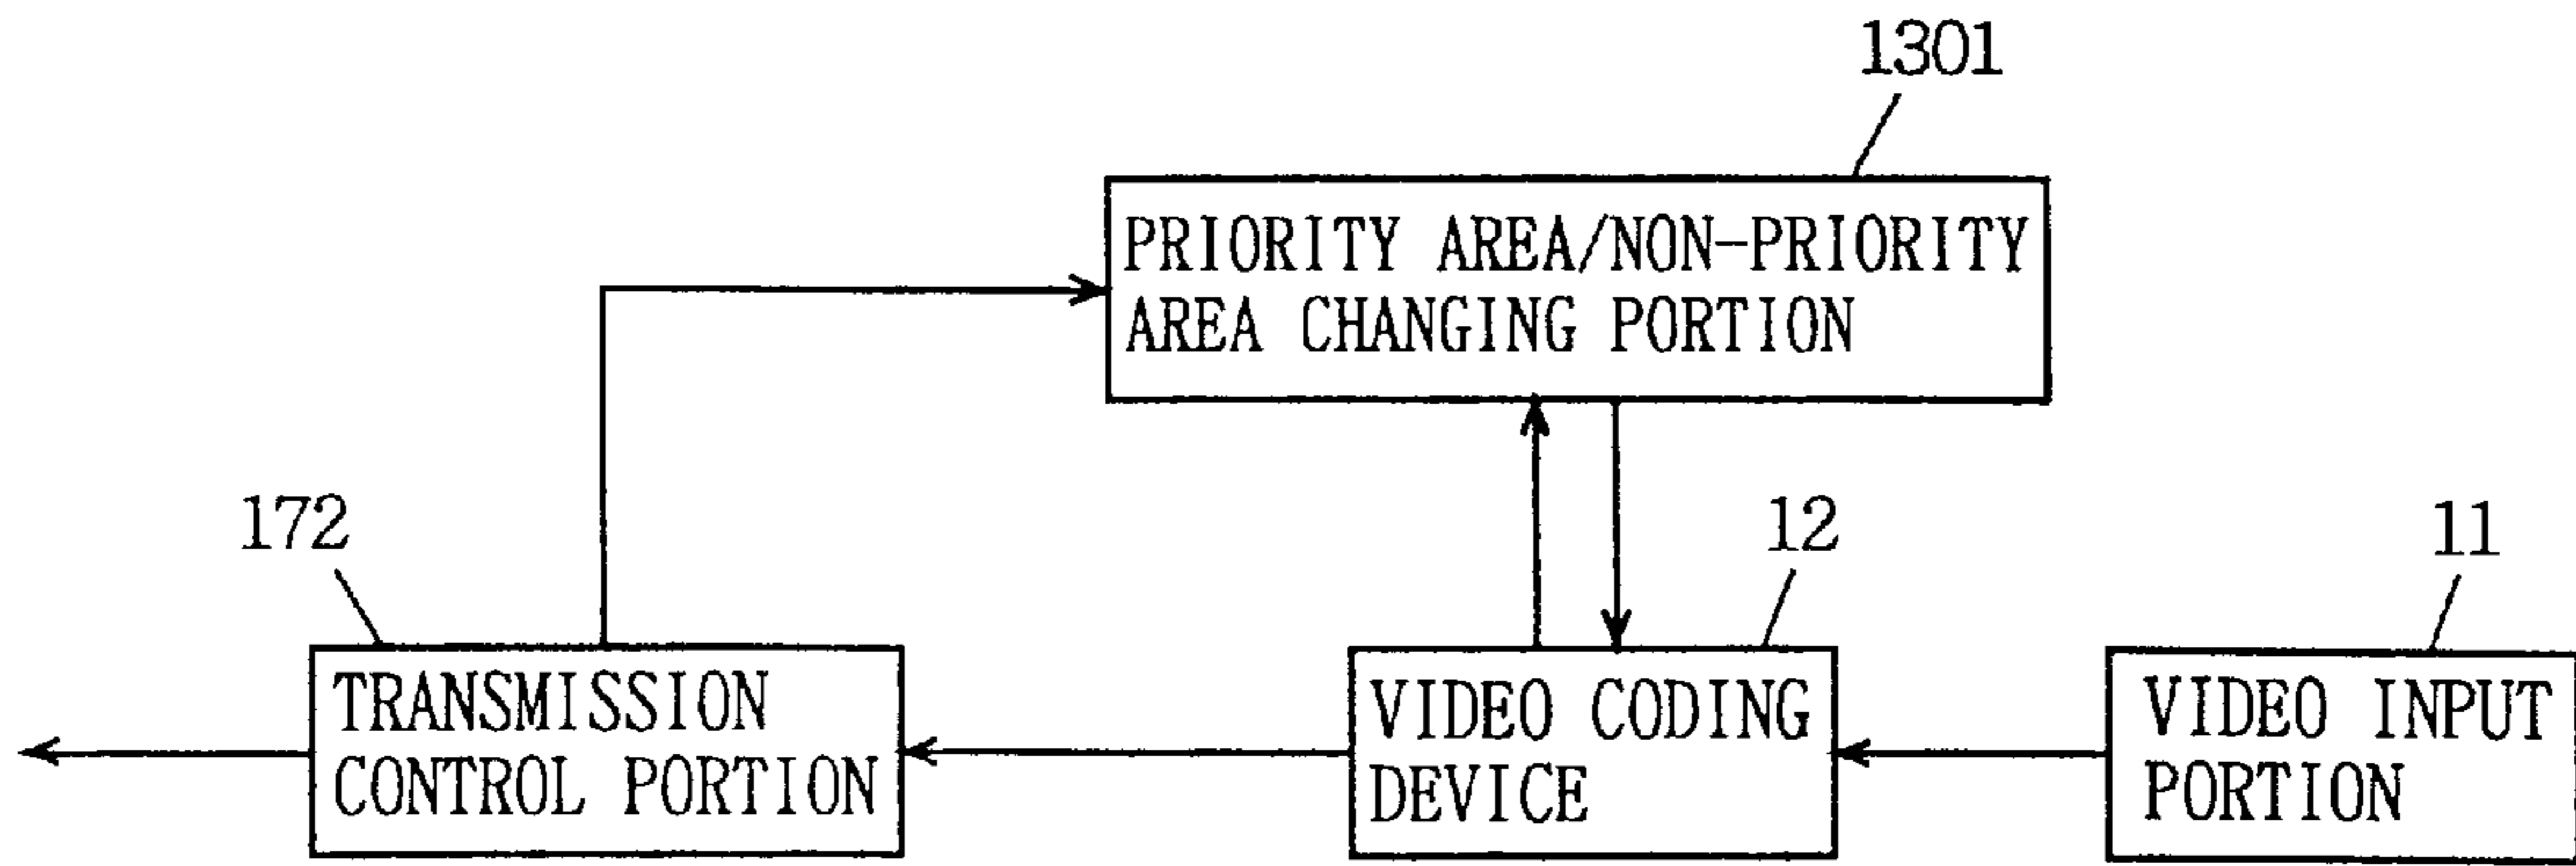 1301
PRIORITY AREA/NON-PRIORITY
AREA CHANGING PORTION
172
12
11
TRANSMISSION
CONTROL PORTION
VIDEO CODING
DEVICE
VIDEO INPUT
PORTION